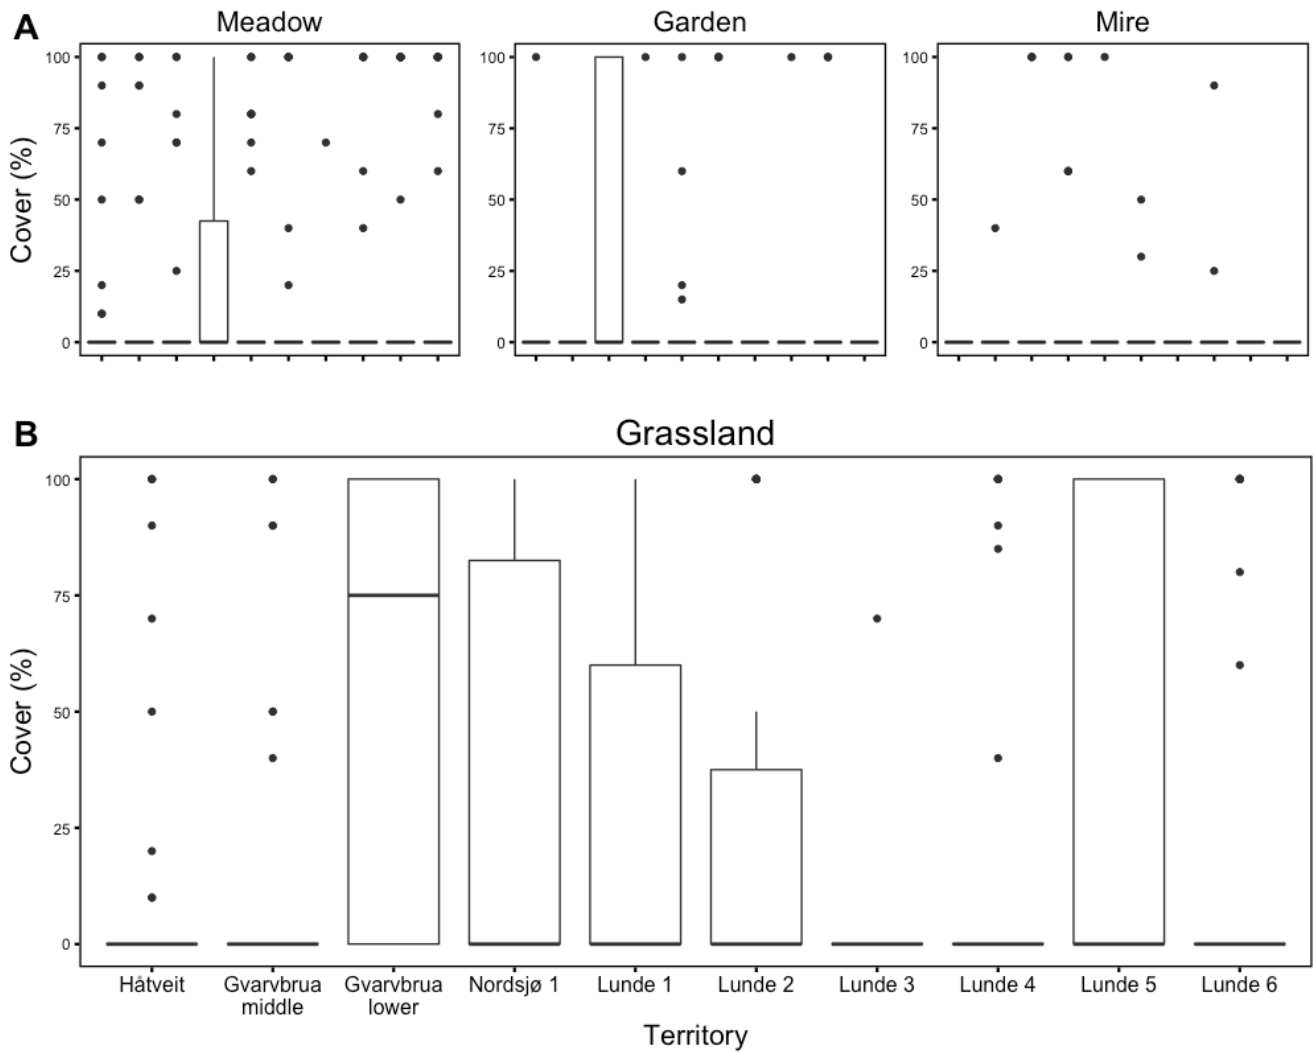 A
Meadow
Garden
Mire
Cover (%)
100
75
50
25
0
100
75
50
25
0
100
75
50
25
0
B
Grassland
Cover (%)
100
75
50
25
0
Håtveit
Gvarvbrua
middle
Gvarvbrua
lower
Nordsjø 1
Lunde 1
Lunde 2
Lunde 3
Lunde 4
Lunde 5
Lunde 6
Territory